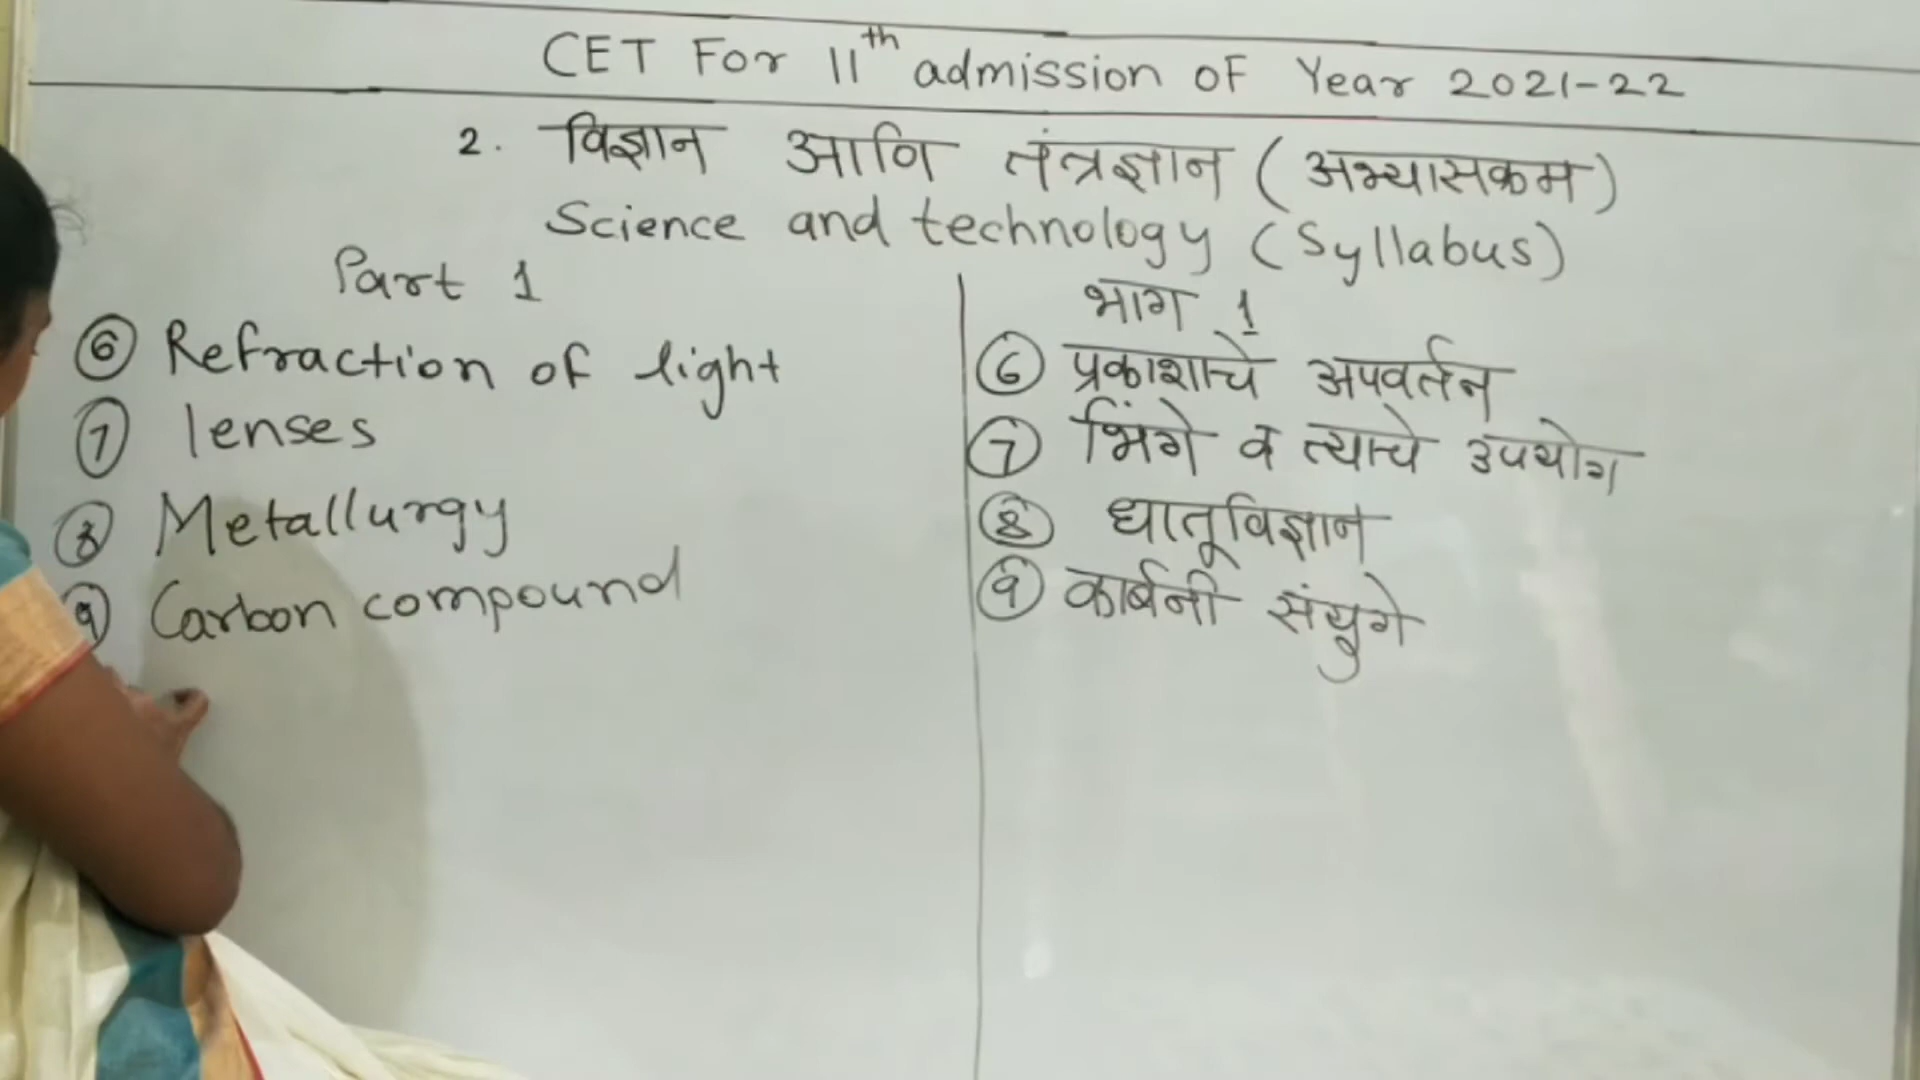 CET For 11th admission of Year 2021-22
2. विज्ञान आणि तंत्रज्ञान (अभ्यासक्रम)
Science and technology (Syllabus)
Part 1
⑥ Refraction of light
⑦ lenses
⑧ Metallurgy
⑨ Carbon compound
भाग 1
⑥ प्रकाशाचे अपवर्तन
⑦ भिंगे व त्याचे उपयोग
⑧ धातूविज्ञान
⑨ कार्बनी संयुगे